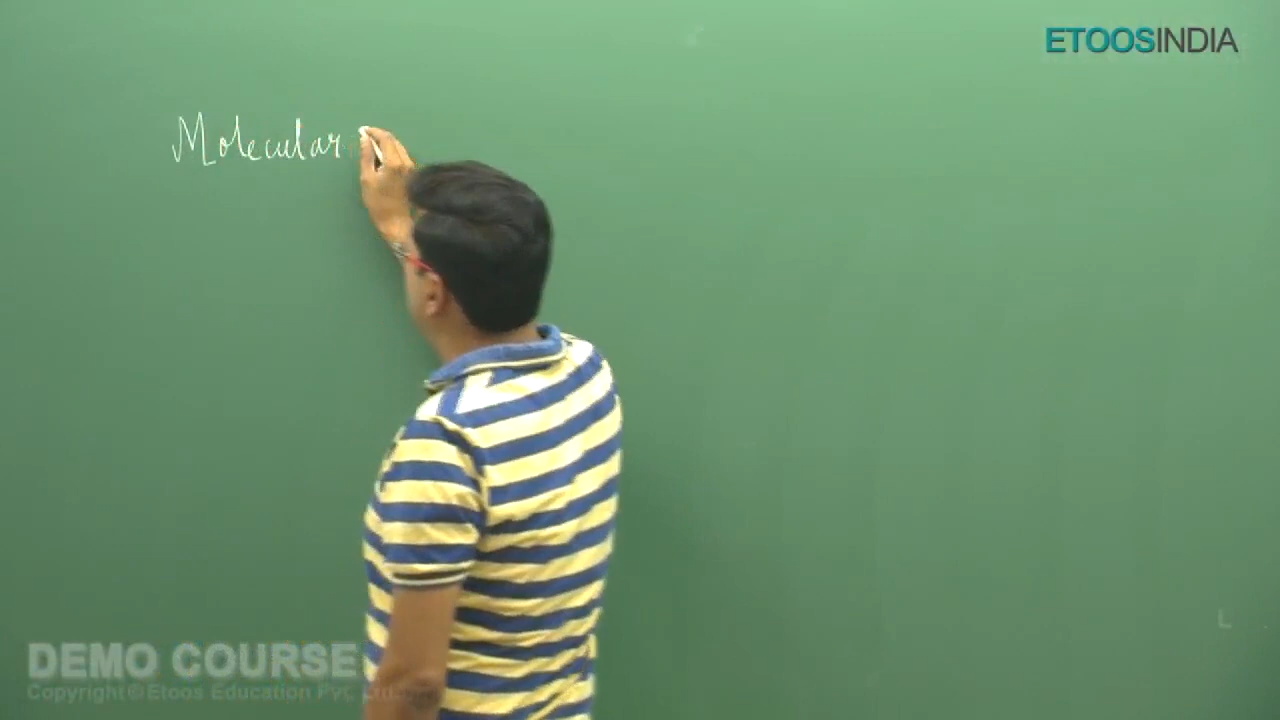 ETOOSINDIA
Molecular
DEMO COURSE
Copyright © Etoos Education Pvt. Ltd.